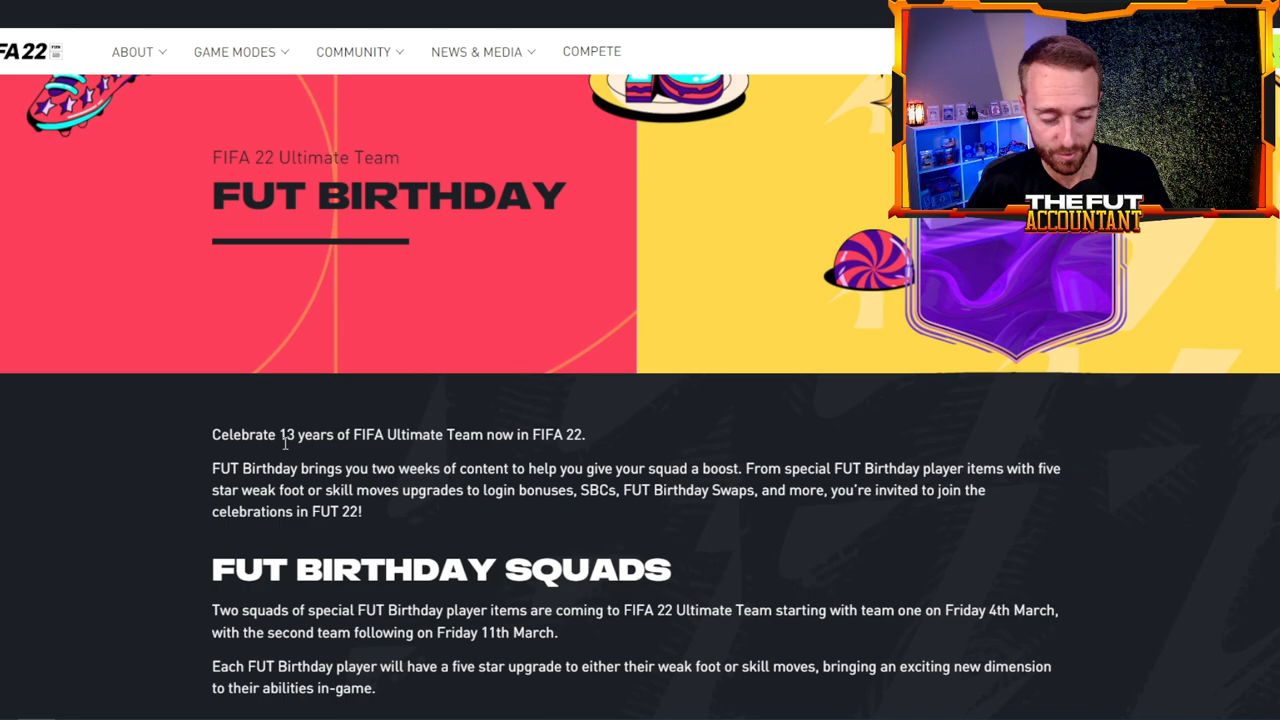 FA 22
ABOUT
GAME MODES
COMMUNITY
NEWS & MEDIA
COMPETE
THE FUT
ACCOUNTANT
FIFA 22 Ultimate Team
FUT BIRTHDAY
Celebrate 13 years of FIFA Ultimate Team now in FIFA 22.
FUT Birthday brings you two weeks of content to help you give your squad a boost. From special FUT Birthday player items with five
star weak foot or skill moves upgrades to login bonuses, SBCs, FUT Birthday Swaps, and more, you’re invited to join the
celebrations in FUT 22!
FUT BIRTHDAY SQUADS
Two squads of special FUT Birthday player items are coming to FIFA 22 Ultimate Team starting with team one on Friday 4th March,
with the second team following on Friday 11th March.
Each FUT Birthday player will have a five star upgrade to either their weak foot or skill moves, bringing an exciting new dimension
to their abilities in-game.